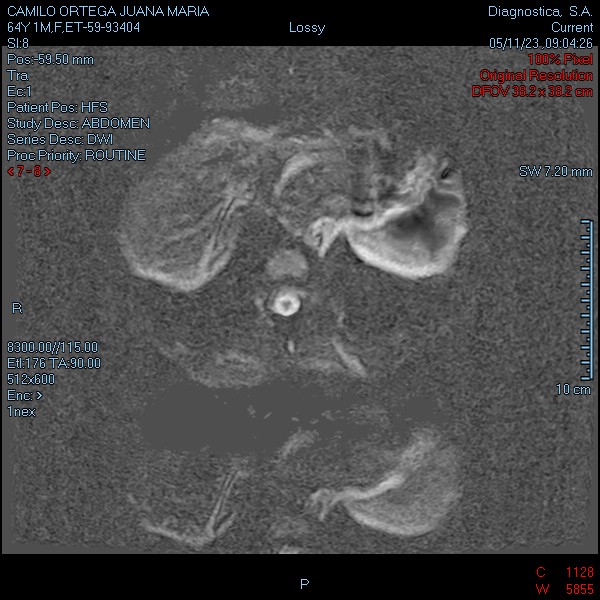 CAMILO ORTEGA JUANA MARIA
64Y 1M,F,ET-59-93404
Sl:8
Pos:-59.50 mm
Tra
Ec:1
Patient Pos: HFS
Study Desc: ABDOMEN
Series Desc: DWI
Proc Priority: ROUTINE
< 7 - 8 >
Lossy
Diagnostica, S.A.
Current
05/11/23 ,09:04:26
100% Pixel
Original Resolution
DFOV 38.2 x 38.2 cm
SW 7.20 mm
R
8300.00//115.00
Etl:176 TA:90.00
512x600
Enc: >
1nex
10 cm
P
C 1128
W 5855